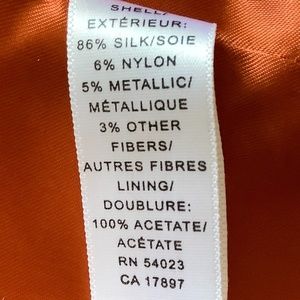 SHELL/
EXTÉRIEUR:
86% SILK/SOIE
6% NYLON
5% METALLIC/
MÉTALLIQUE
3% OTHER
FIBERS/
AUTRES FIBRES
LINING/
DOUBLURE:
100% ACETATE/
ACÉTATE
RN 54023
CA 17897